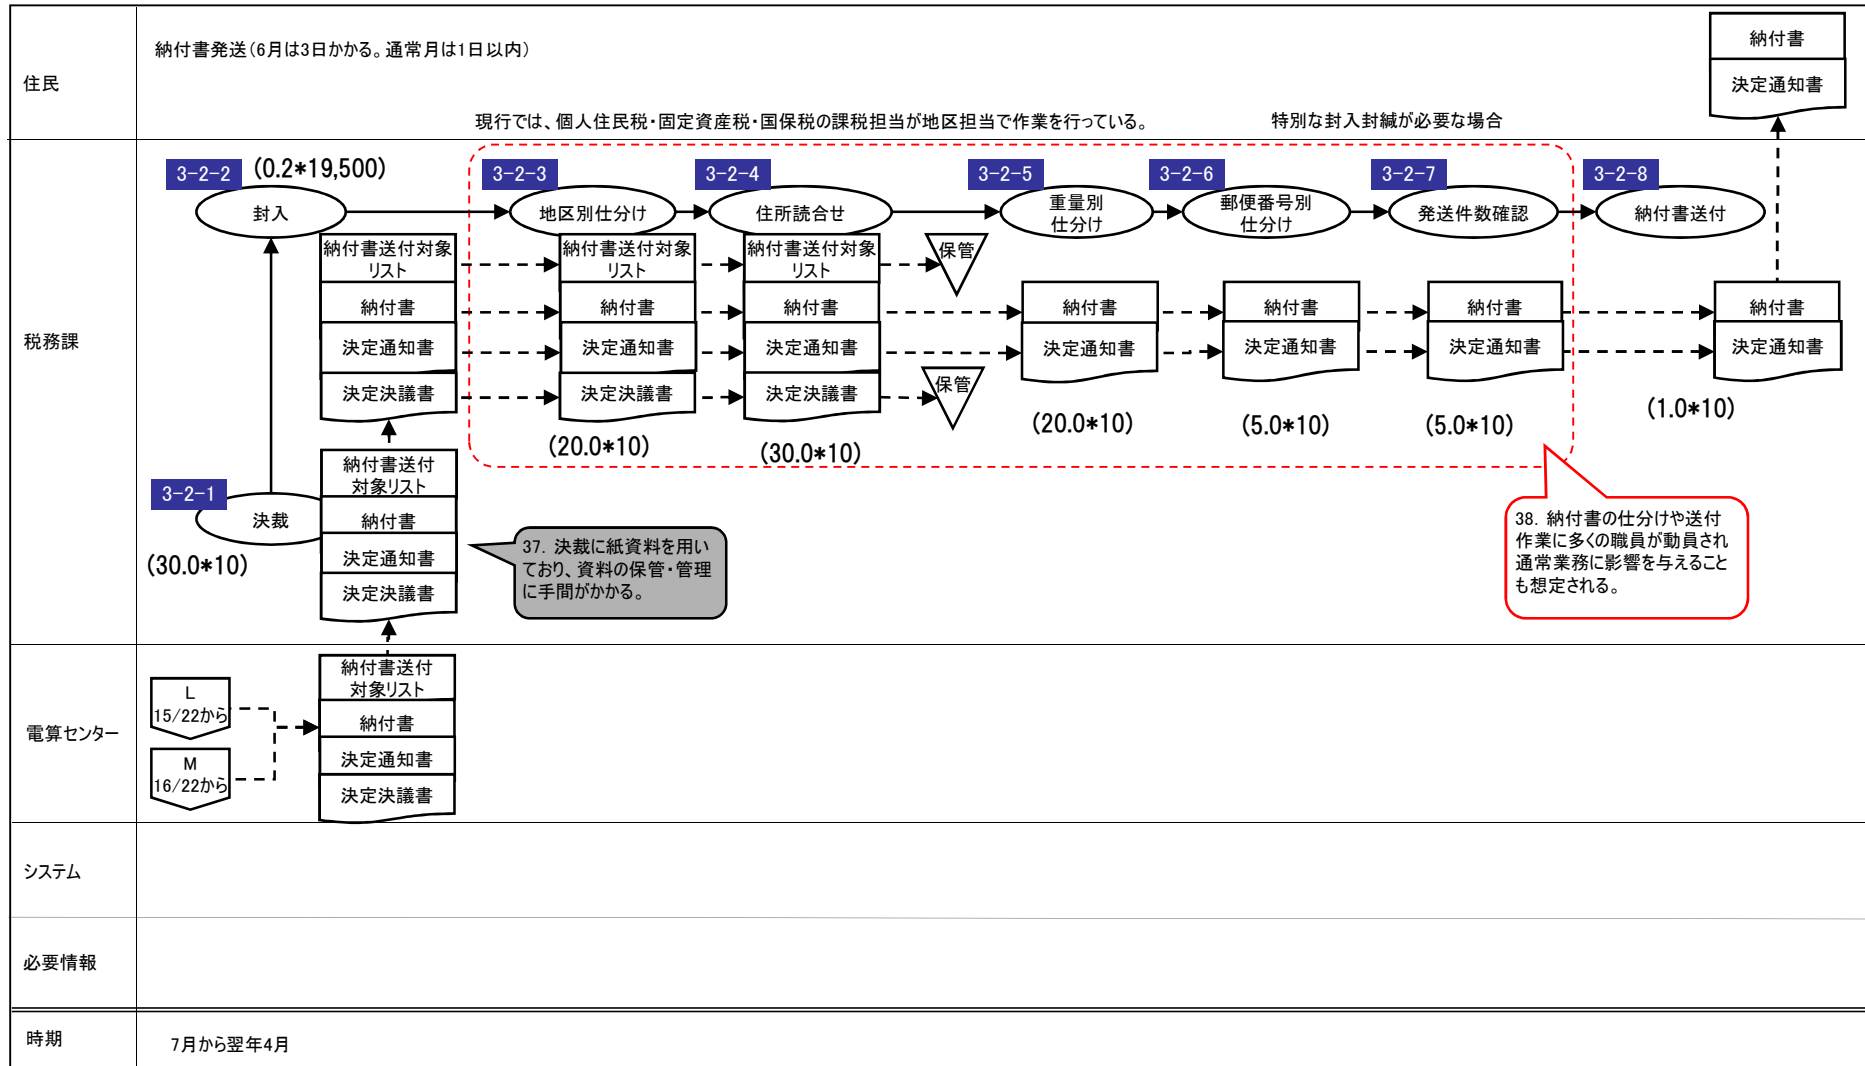 住民
納付書発送(6月は3日かかる。通常月は1日以内)
納付書
決定通知書
現行では、個人住民税・固定資産税・国保税の課税担当が地区担当で作業を行っている。
特別な封入封緘が必要な場合
税務課
3-2-2
(0.2*19,500)
封入
3-2-3
地区別仕分け
3-2-4
住所読合せ
3-2-5
重量別
仕分け
3-2-6
郵便番号別
仕分け
3-2-7
発送件数確認
3-2-8
納付書送付
納付書送付対象
リスト
納付書
決定通知書
決定決議書
納付書送付対象
リスト
納付書
決定通知書
決定決議書
(20.0*10)
納付書送付対象
リスト
納付書
決定通知書
決定決議書
(30.0*10)
保管
保管
納付書
決定通知書
(20.0*10)
納付書
決定通知書
(5.0*10)
納付書
決定通知書
(5.0*10)
納付書
決定通知書
(1.0*10)
3-2-1
決裁
(30.0*10)
納付書送付
対象リスト
納付書
決定通知書
決定決議書
37. 決裁に紙資料を用い
ており、資料の保管・管理
に手間がかかる。
38. 納付書の仕分けや送付
作業に多くの職員が動員され
通常業務に影響を与えること
も想定される。
電算センター
L
15/22から
M
16/22から
納付書送付
対象リスト
納付書
決定通知書
決定決議書
システム
必要情報
時期
7月から翌年4月